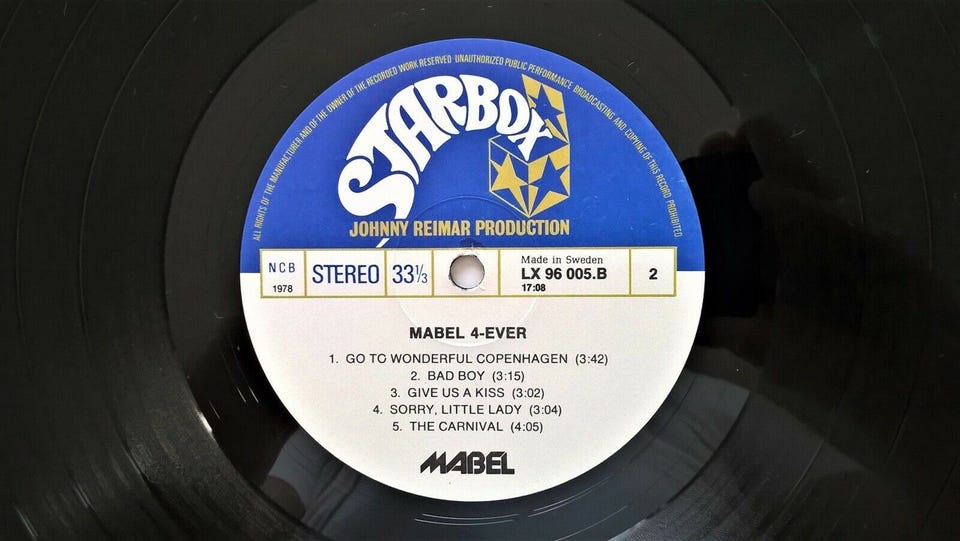 ALL RIGHTS OF THE MANUFACTURER AND OF THE OWNER OF THE RECORDED WORK RESERVED UNAUTHORIZED PUBLIC PERFORMANCE BROADCASTING AND COPYING OF THIS RECORD PROHIBITED
STARBOX
JOHNNY REIMAR PRODUCTION
NCB
1978
STEREO
33⅓
Made in Sweden
LX 96 005.B
17:08
2
MABEL 4-EVER
1. GO TO WONDERFUL COPENHAGEN (3:42)
2. BAD BOY (3:15)
3. GIVE US A KISS (3:02)
4. SORRY, LITTLE LADY (3:04)
5. THE CARNIVAL (4:05)
MABEL